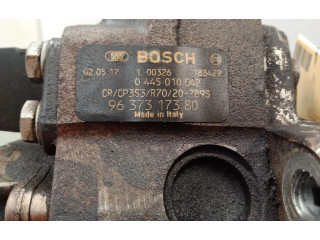 BOSCH
02.05.17 1 00326 183429
0 445 010 042
CR/CP3S3/R70/20-789S
96 373 173 80
Made in Italy